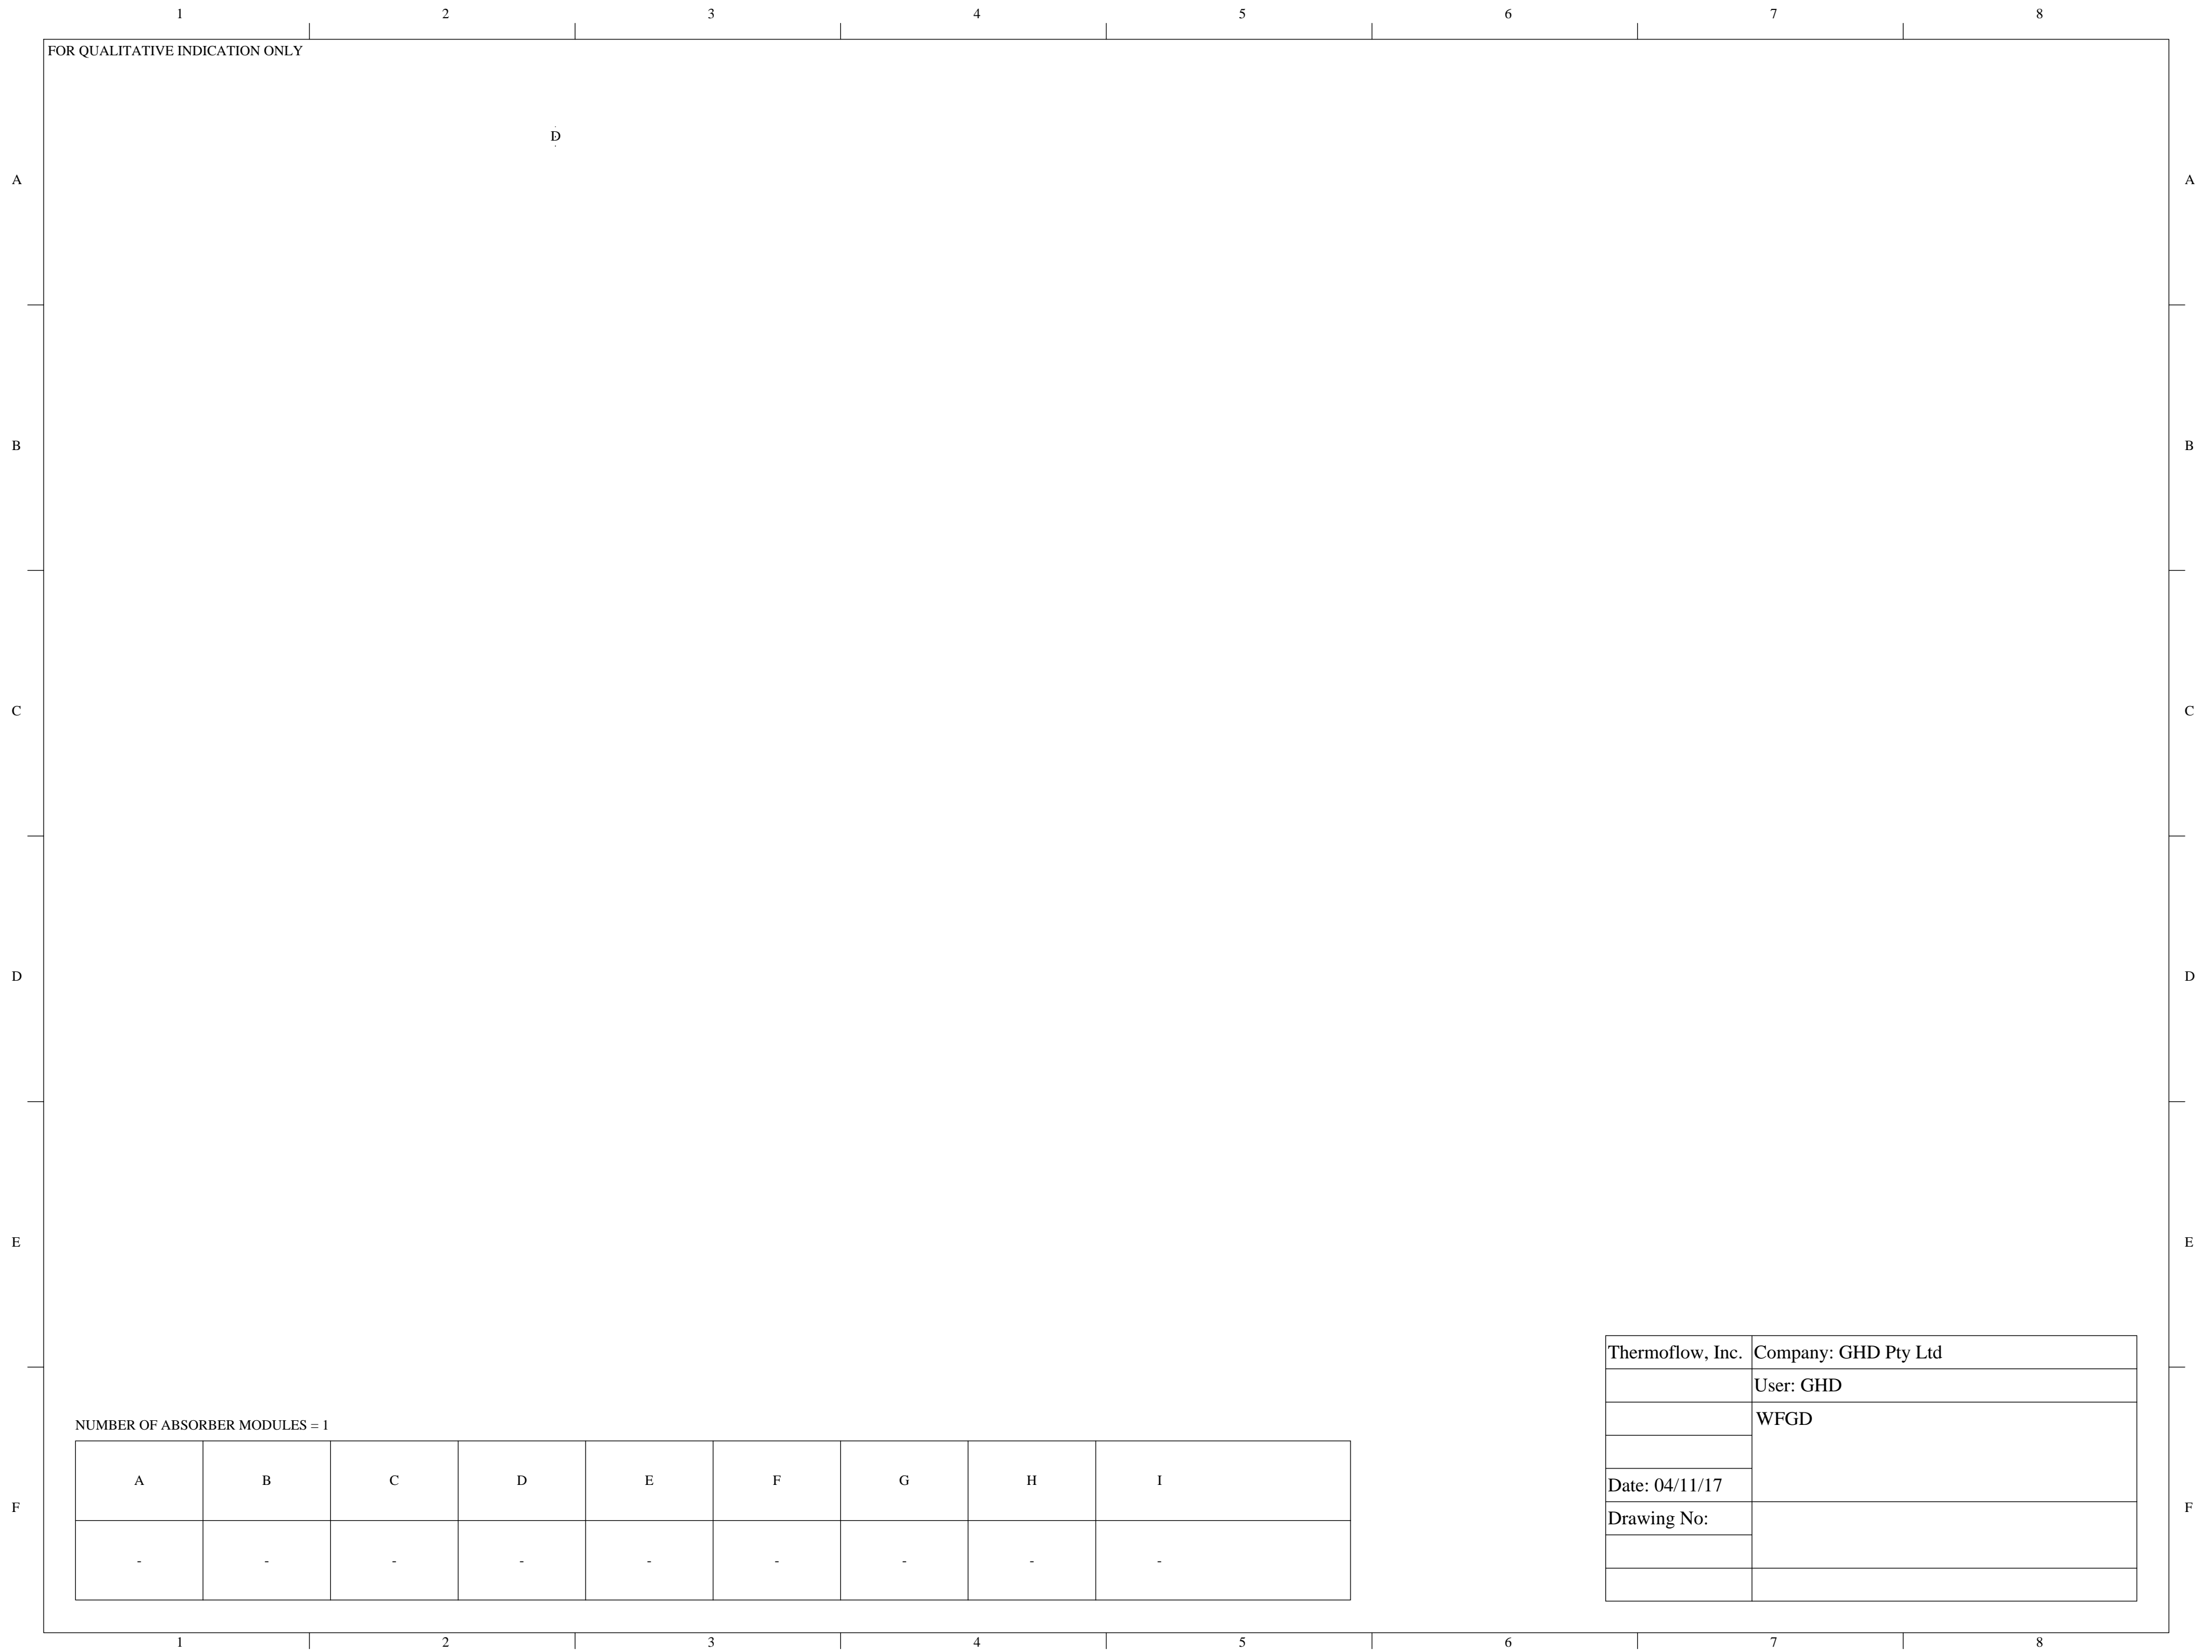 1 2 3 4 5 6 7 8
FOR QUALITATIVE INDICATION ONLY
D
A A
B B
C C
D D
E E
Thermoflow, Inc. Company: GHD Pty Ltd
User: GHD
NUMBER OF ABSORBER MODULES = 1
WFGD
A B C D E F G H I
Date: 04/11/17
F F
Drawing No:
- - - - - - - - -
1 2 3 4 5 6 7 8